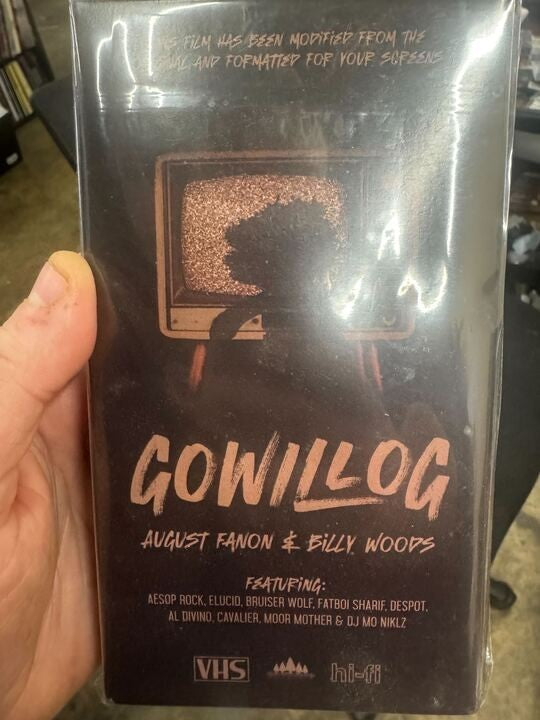 FILM HAS BEEN MODIFIED FROM THE
AND FORMATTED FOR YOUR SCREENS
GOWILLOG
AUGUST FANON & BILLY WOODS
FEATURING:
AESOP ROCK, ELUCID, BRUISER WOLF, FATBOI SHARIF, DESPOT,
AL DIVINO, CAVALIER, MOOR MOTHER & DJ MO NIKLZ
VHS hi-fi